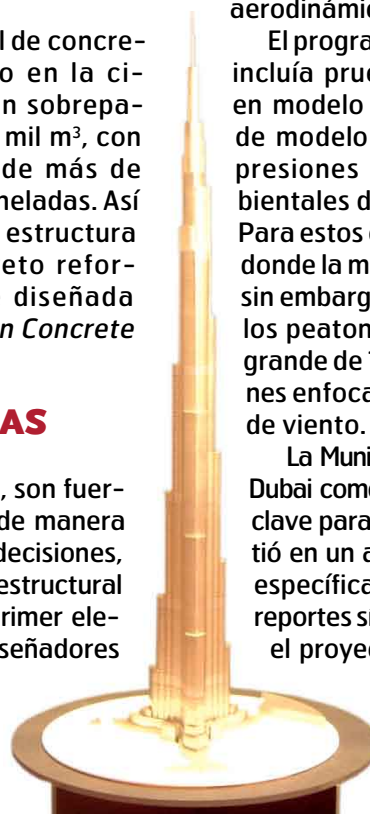 l de concre-
o en la ci-
n sobrepa-
mil m³, con
de más de
neladas. Así
estructura
eto refor-
diseñada
n Concrete
AS
, son fuer-
de manera
decisiones,
estructural
rimer ele-
señadores
aerodinámi
El progra
incluía prue
en modelo
de modelo
presiones
bientales d
Para estos
donde la m
sin embarg
los peaton
grande de
nes enfoca
de viento.
La Muni
Dubai como
clave para
tió en un a
específica
reportes s
el proye